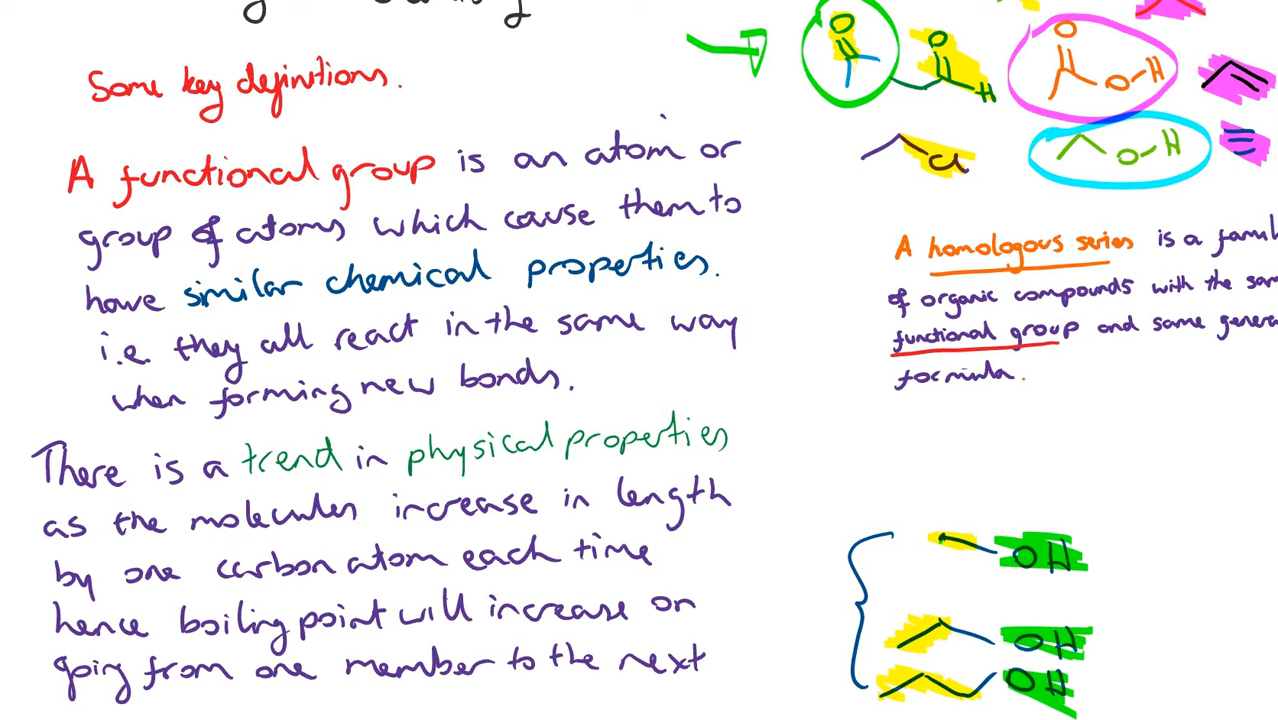 Some key definitions.
A functional group is an atom or
group of atoms which cause them to
have similar chemical properties.
i.e. they all react in the same way
when forming new bonds.
There is a trend in physical properties
as the molecules increase in length
by one carbon atom each time
hence boiling point will increase on
going from one member to the next
O
O
H
O
O-H
Cl
O-H
A homologous series is a famil
of organic compounds with the sam
functional group and same genera
formula.
OH
OH
OH